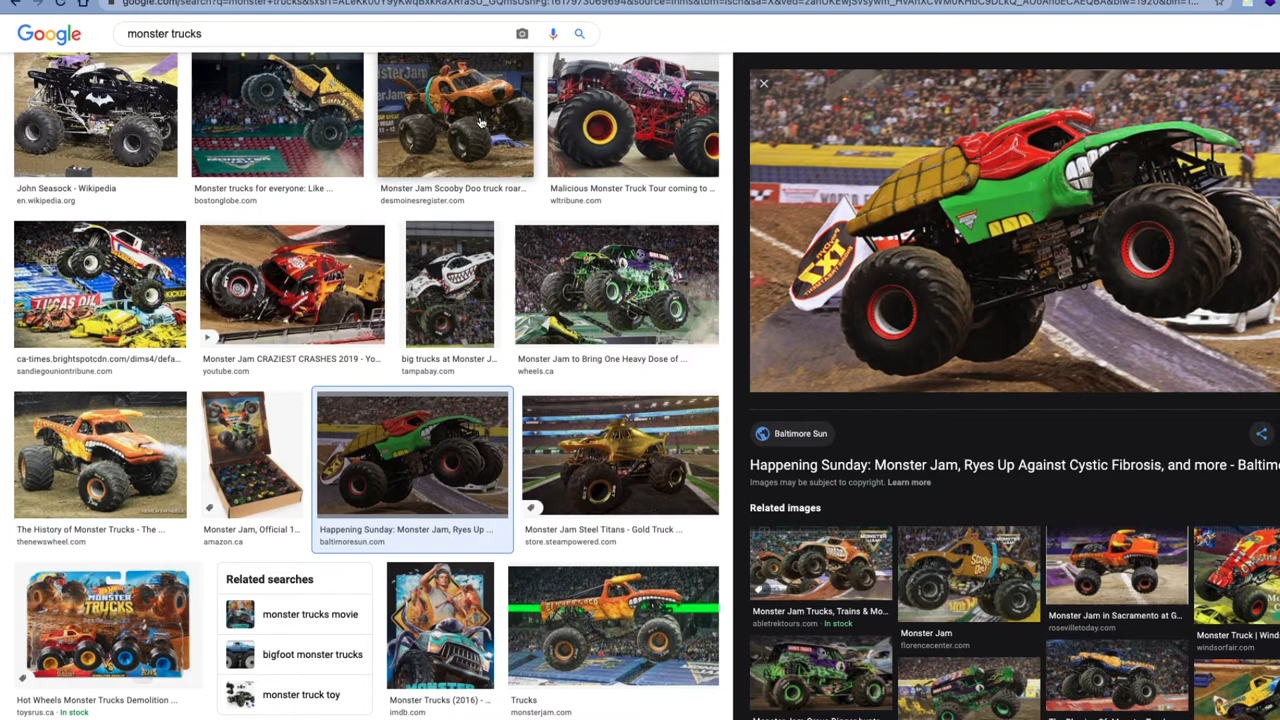 Google
monster trucks
John Seasock - Wikipedia
en.wikipedia.org
Monster trucks for everyone: Like ...
bostonglobe.com
Monster Jam Scooby Doo truck roar...
desmoinesregister.com
Malicious Monster Truck Tour coming to ...
wltribune.com
LUCAS OIL
ca-times.brightspotcdn.com/dims4/defa...
sandiegouniontribune.com
Monster Jam CRAZIEST CRASHES 2019 - Yo...
youtube.com
big trucks at Monster J...
tampabay.com
Monster Jam to Bring One Heavy Dose of ...
wheels.ca
Baltimore Sun
Happening Sunday: Monster Jam, Ryes Up Against Cystic Fibrosis, and more - Baltim
Images may be subject to copyright. Learn more
Related images
The History of Monster Trucks - The ...
thenewswheel.com
Monster Jam, Official 1...
amazon.ca
Happening Sunday: Monster Jam, Ryes Up ...
baltimoresun.com
Monster Jam Steel Titans - Gold Truck ...
store.steampowered.com
Monster Jam Trucks, Trains & Mo...
abletrektours.com · In stock
Monster Jam
florencecenter.com
Monster Jam in Sacramento at G...
rosevilletoday.com
Monster Truck | Wind
windsorfair.com
MONSTER
TRUCKS
Hot Wheels Monster Trucks Demolition ...
toysrus.ca · In stock
Related searches
monster trucks movie
bigfoot monster trucks
monster truck toy
MONSTER TRUCKS
Monster Trucks (2016) - ...
imdb.com
Trucks
monsterjam.com